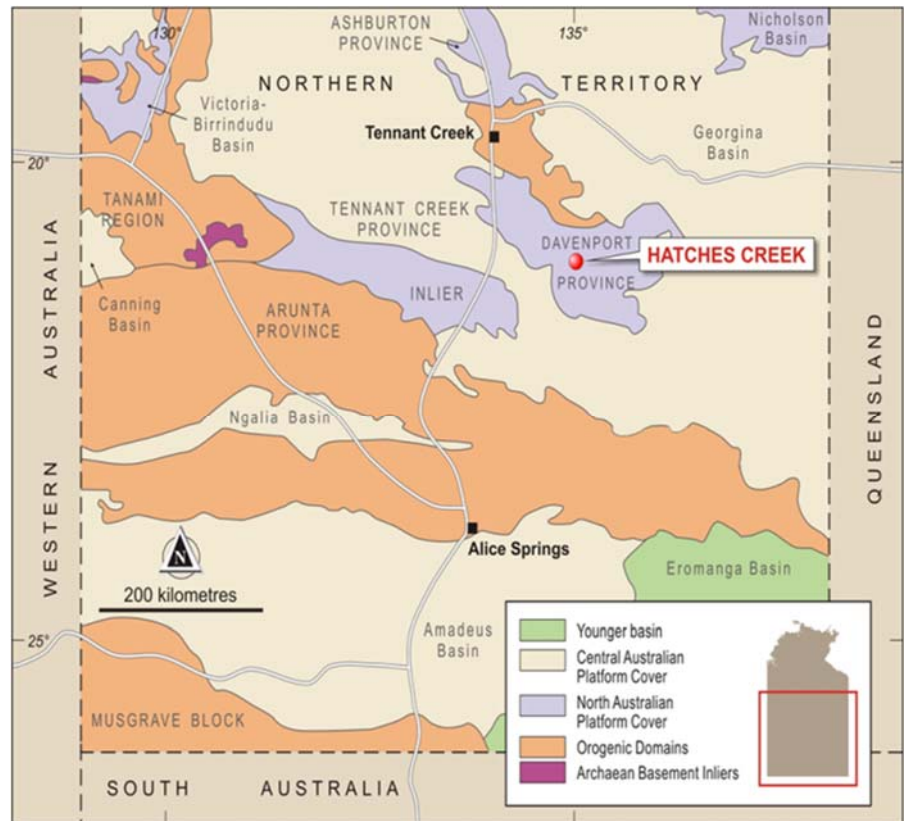 130°
ASHBURTON
PROVINCE
135°
Nicholson
Basin
NORTHERN
TERRITORY
Victoria-
Birrindudu
Basin
Tennant Creek
Georgina
Basin
20°
TANAMI
REGION
TENNANT CREEK
PROVINCE
DAVENPORT
PROVINCE
HATCHES CREEK
Canning
Basin
INLIER
ARUNTA
PROVINCE
WESTERN AUSTRALIA
QUEENSLAND
Ngalia Basin
N
Alice Springs
200 kilometres
Eromanga Basin
25°
Amadeus
Basin
MUSGRAVE BLOCK
SOUTH AUSTRALIA
Younger basin
Central Australian
Platform Cover
North Australian
Platform Cover
Orogenic Domains
Archaean Basement Inliers